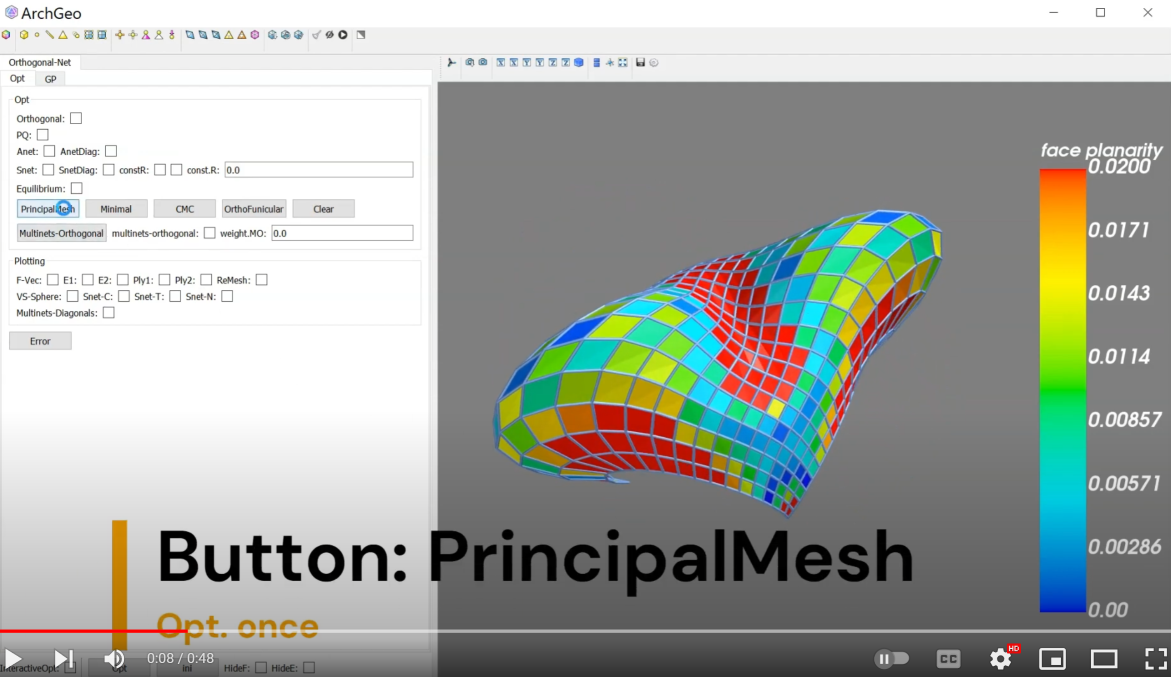 ArchGeo
Orthogonal-Net
Opt GP
Opt
Orthogonal:
PQ:
Anet: AnetDiag:
Snet: SnetDiag: constR: const.R: 0.0
Equilibrium:
PrincipalMesh Minimal CMC OrthoFunicular Clear
Multinets-Orthogonal multinets-orthogonal: weight.MO: 0.0
Plotting
F-Vec: E1: E2: Ply1: Ply2: ReMesh:
VS-Sphere: Snet-C: Snet-T: Snet-N:
Multinets-Diagonals:
Error
face planarity
0.0200
0.0171
0.0143
0.0114
0.00857
0.00571
0.00286
0.00
Button: PrincipalMesh
Opt. once
InteractiveOpt: Opt ini HideF: HideE:
0:08 / 0:48
CC HD